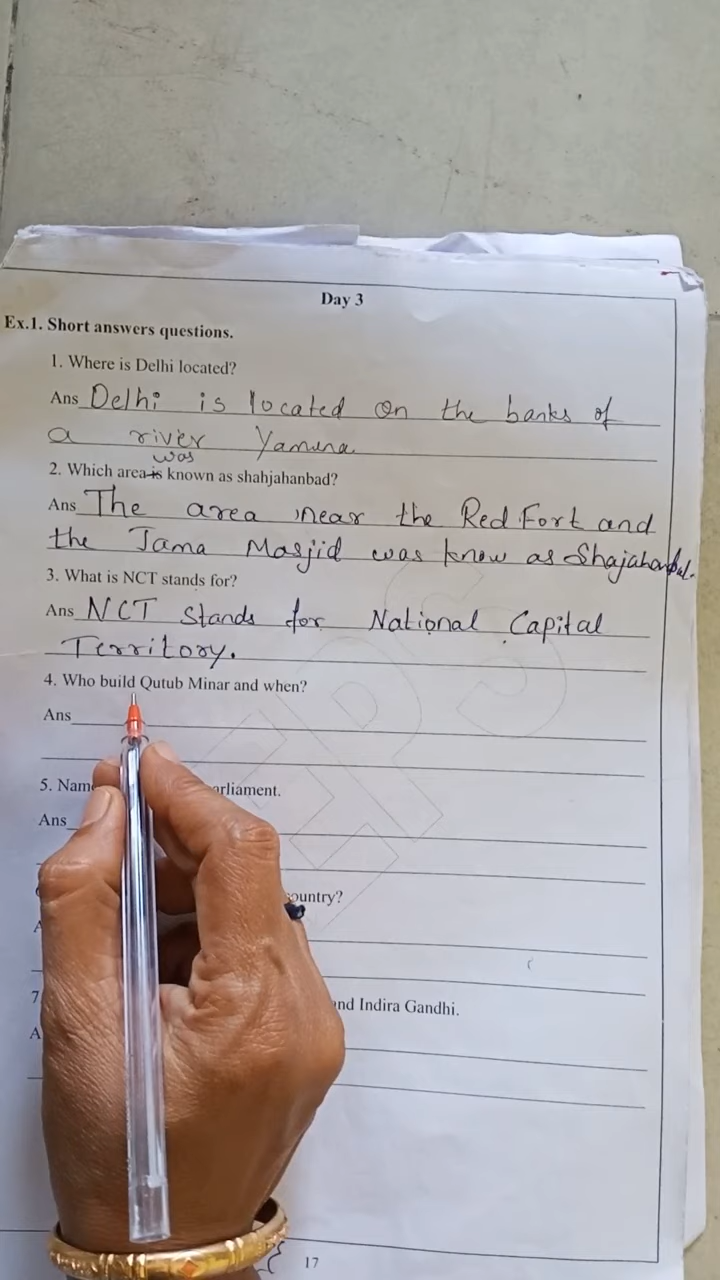 Day 3
Ex.1. Short answers questions.
1. Where is Delhi located?
Ans Delhi is located on the banks of
a river Yamuna.
was
2. Which area is known as shahjahanbad?
Ans The area near the Red Fort and
the Jama Masjid was know as
3. What is NCT stands for?
Ans NCT stands for National Capital
Territory.
4. Who build Qutub Minar and when?
Ans
5. Nam arliament.
Ans
ountry?
7 nd Indira Gandhi.
A
EPS
17